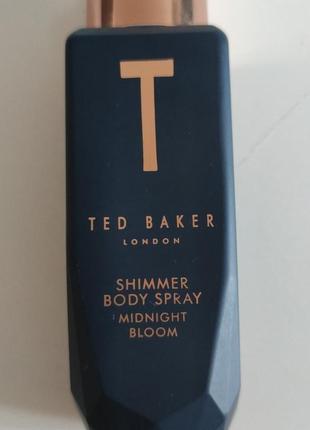 T
TED BAKER
LONDON
SHIMMER
BODY SPRAY
MIDNIGHT
BLOOM